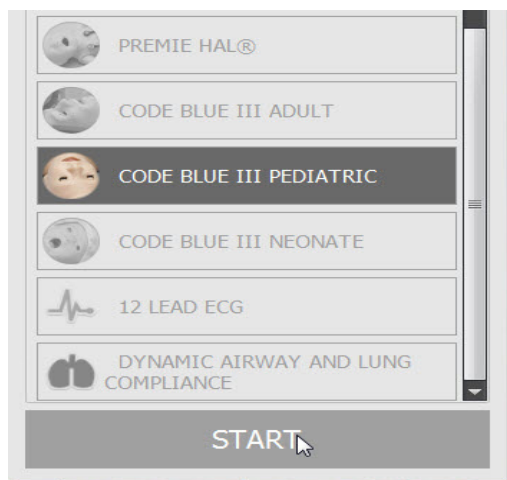 PREMIE HAL®
CODE BLUE III ADULT
CODE BLUE III PEDIATRIC
CODE BLUE III NEONATE
12 LEAD ECG
DYNAMIC AIRWAY AND LUNG
COMPLIANCE
START